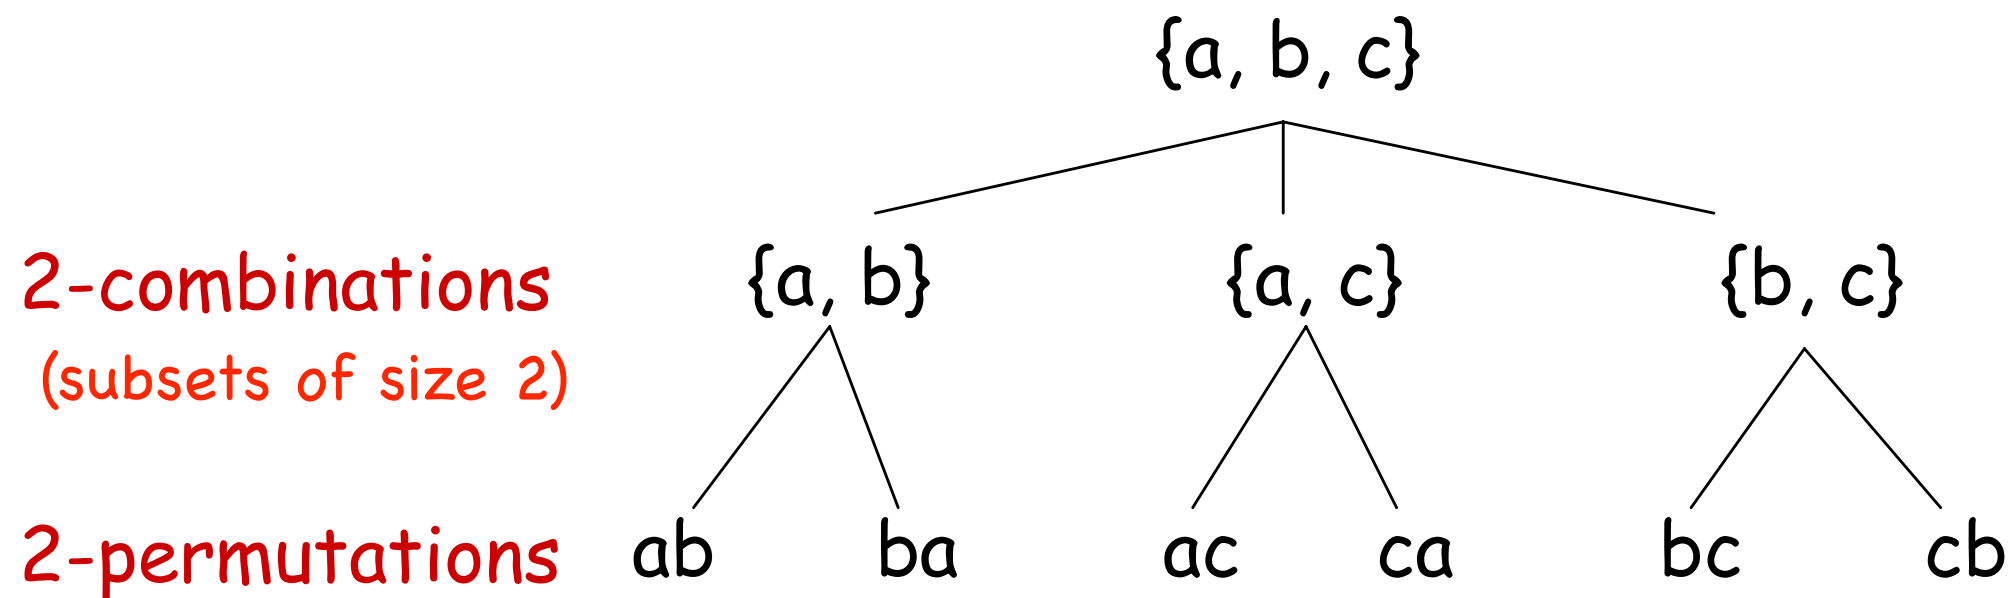 {a, b, c}
2-combinations {a, b} {a, c} {b, c}
(subsets of size 2)
2-permutations ab ba ac ca bc cb